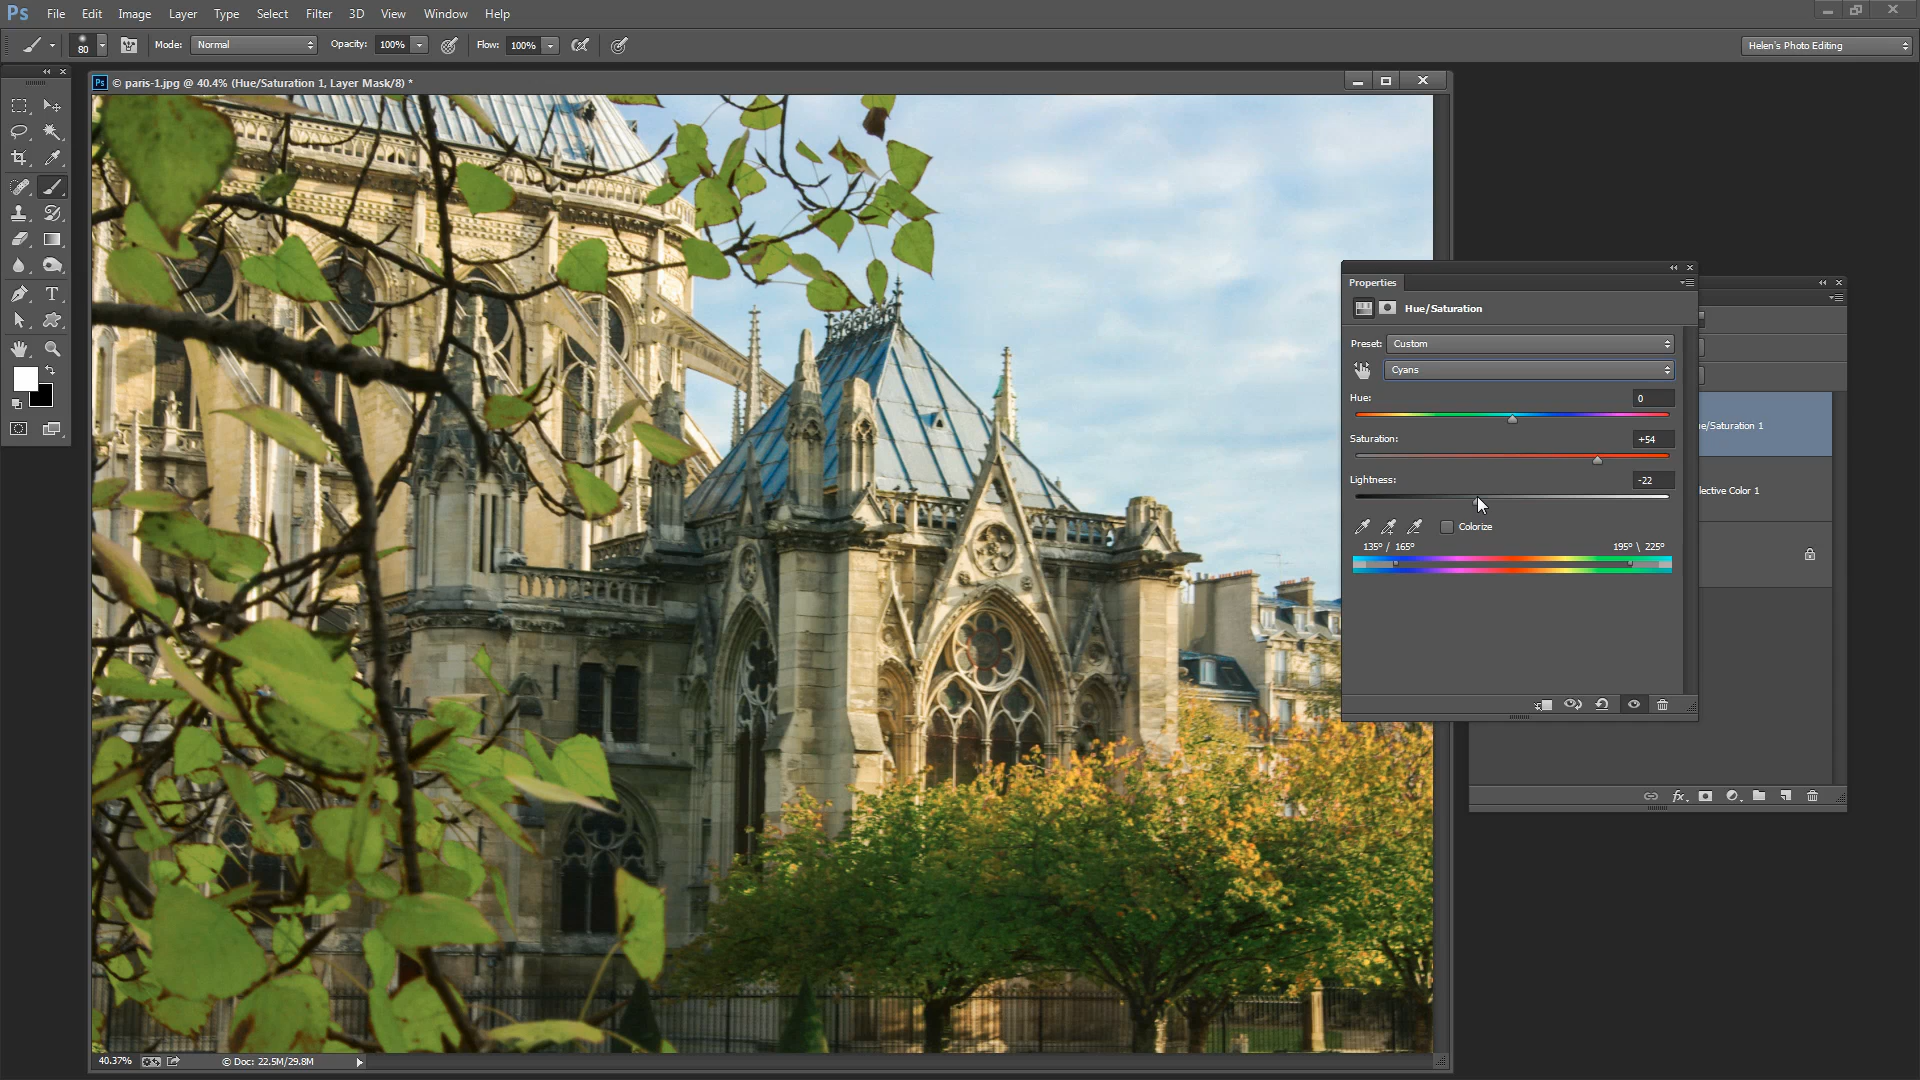 Ps File Edit Image Layer Type Select Filter 3D View Window Help
80 Mode: Normal Opacity: 100% Flow: 100% Helen's Photo Editing
Ps © paris-1.jpg @ 40.4% (Hue/Saturation 1, Layer Mask/8) *
Properties
Hue/Saturation
Preset: Custom
Cyans
Hue: 0
Saturation: +54
Lightness: -22
Colorize
135° / 165° 195° \ 225°
ue/Saturation 1
lective Color 1
T
fx
40.37% © Doc: 22.5M/29.8M